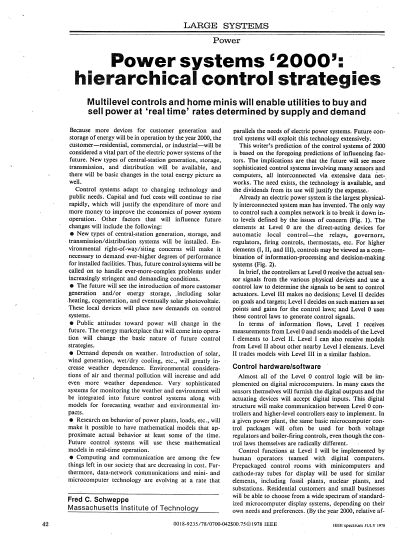 LARGE SYSTEMS
Power
Power systems ‘2000’:
hierarchical control strategies
Multilevel controls and home minis will enable utilities to buy and
sell power at ‘real time’ rates determined by supply and demand
Because more devices for customer generation and
storage of energy will be in operation by the year 2000, the
customer—residential, commercial, or industrial—will be
considered a vital part of the electric power systems of the
future. New types of central-station generation, storage,
transmission, and distribution will be available, and
there will be basic changes in the total energy picture as
well.
Control systems adapt to changing technology and
public needs. Capital and fuel costs will continue to rise
rapidly, which will justify the expenditure of more and
more money to improve the economics of power system
operation. Other factors that will influence future
changes will include the following:
● New types of central-station generation, storage, and
transmission/distribution systems will be installed. En-
vironmental right-of-way/siting concerns will make it
necessary to demand ever-higher degrees of performance
for installed facilities. Thus, future control systems will be
called on to handle ever-more-complex problems under
increasingly stringent and demanding conditions.
● The future will see the introduction of more customer
generation and/or energy storage, including solar
heating, cogeneration, and eventually solar photovoltaic.
These local devices will place new demands on control
systems.
● Public attitudes toward power will change in the
future. The energy marketplace that will come into opera-
tion will change the basic nature of future control
strategies.
● Demand depends on weather. Introduction of solar,
wind generation, wet/dry cooling, etc., will greatly in-
crease weather dependence. Environmental considera-
tions of air and thermal pollution will increase and add
even more weather dependence. Very sophisticated
systems for monitoring the weather and environment will
be integrated into future control systems along with
models for forecasting weather and environmental im-
pacts.
● Research on behavior of power plants, loads, etc., will
make it possible to have mathematical models that ap-
proximate actual behavior at least some of the time.
Future control systems will use these mathematical
models in real-time operation.
● Computing and communication are among the few
things left in our society that are decreasing in cost. Fur-
thermore, data-network communications and mini- and
microcomputer technology are evolving at a rate that
Fred C. Schweppe
Massachusetts Institute of Technology
parallels the needs of electric power systems. Future con-
trol systems will exploit this technology extensively.
This writer's prediction of the control systems of 2000
is based on the foregoing predictions of influencing fac-
tors. The implications are that the future will see more
sophisticated control systems involving many sensors and
computers, all interconnected via extensive data net-
works. The need exists, the technology is available, and
the dividends from its use will justify the expense.
Already an electric power system is the largest physical-
ly interconnected system man has invented. The only way
to control such a complex network is to break it down in-
to levels defined by the issues of concern (Fig. 1). The
elements at Level 0 are the direct-acting devices for
automatic local control—the relays, governors,
regulators, firing controls, thermostats, etc. For higher
elements (I, II, and III), controls may be viewed as a com-
bination of information-processing and decision-making
systems (Fig. 2).
In brief, the controllers at Level 0 receive the actual sen-
sor signals from the various physical devices and use a
control law to determine the signals to be sent to control
actuators. Level III makes no decisions; Level II decides
on goals and targets; Level I decides on such matters as set
points and gains for the control laws; and Level 0 uses
these control laws to generate control signals.
In terms of information flows, Level I receives
measurements from Level 0 and sends models of the Level
I elements to Level II. Level I can also receive models
from Level II about other nearby Level I elements. Level
II trades models with Level III in a similar fashion.
Control hardware/software
Almost all of the Level 0 control logic will be im-
plemented on digital microcomputers. In many cases the
sensors themselves will furnish the digital outputs and the
actuating devices will accept digital inputs. This digital
structure will make communication between Level 0 con-
trollers and higher-level controllers easy to implement. In
a given power plant, the same basic microcomputer con-
trol packages will often be used for both voltage
regulators and boiler-firing controls, even though the con-
trol laws themselves are radically different.
Control functions at Level I will be implemented by
human operators teamed with digital computers.
Prepackaged control rooms with minicomputers and
cathode-ray tubes for display will be used for similar
elements, including fossil plants, nuclear plants, and
substations. Residential customers and small businesses
will be able to choose from a wide spectrum of standard-
ized microcomputer display systems, depending on their
own needs and preferences. (By the year 2000, relative af-
42
0018-9235/78/0700-0042$00.75©1978 IEEE
IEEE spectrum JULY 1978